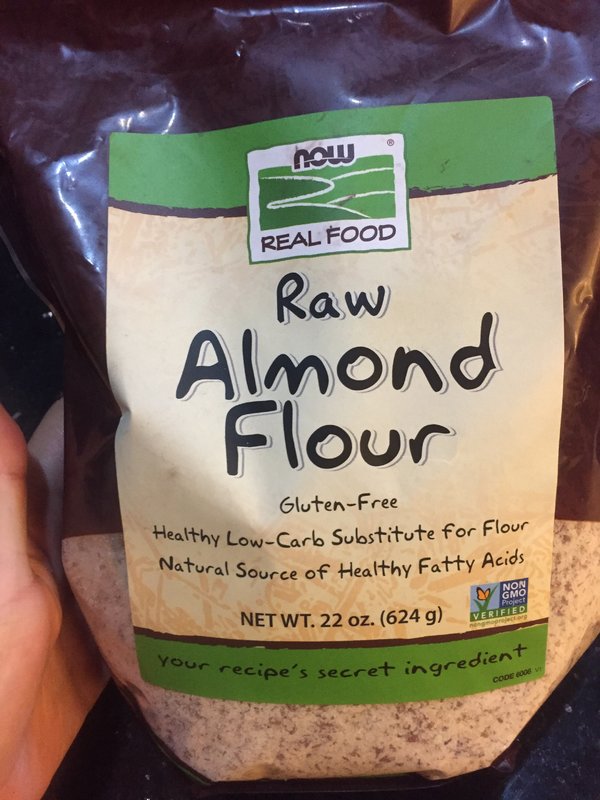 now ®
REAL FOOD
Raw
Almond
Flour
Gluten-Free
Healthy Low-Carb Substitute for Flour
Natural Source of Healthy Fatty Acids
NET WT. 22 oz. (624 g)
NON
GMO
Project
VERIFIED
nongmoproject.org
your recipe's secret ingredient
CODE 6006 V1